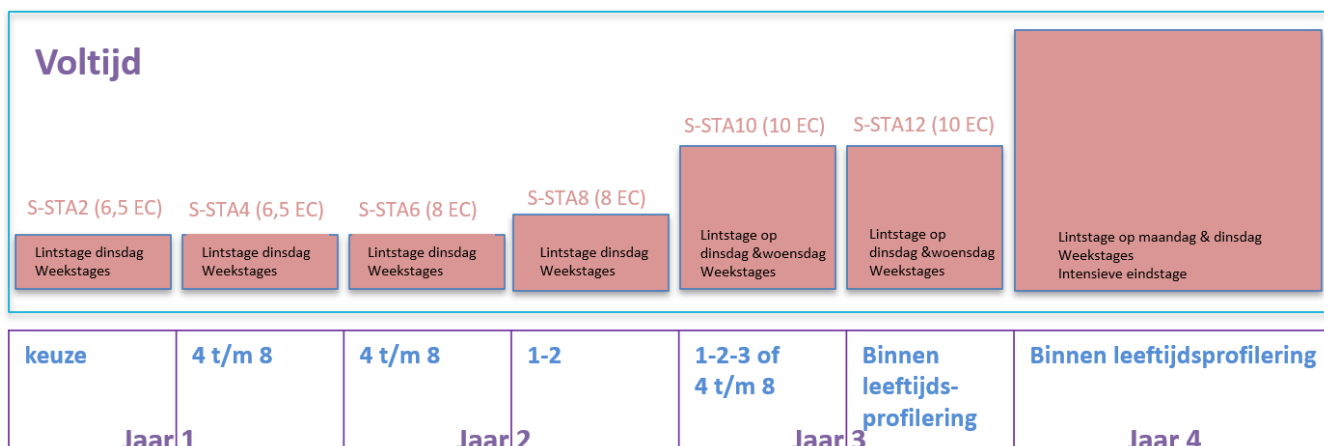 Voltijd
S-STA2 (6,5 EC)
S-STA4 (6,5 EC)
S-STA6 (8 EC)
S-STA8 (8 EC)
S-STA10 (10 EC)
S-STA12 (10 EC)
Lintstage dinsdag
Weekstages
Lintstage dinsdag
Weekstages
Lintstage dinsdag
Weekstages
Lintstage dinsdag
Weekstages
Lintstage op
dinsdag &woensdag
Weekstages
Lintstage op
dinsdag &woensdag
Weekstages
Lintstage op maandag & dinsdag
Weekstages
Intensieve eindstage
keuze
4 t/m 8
4 t/m 8
1-2
1-2-3 of
4 t/m 8
Binnen
leeftijds-
profilering
Binnen leeftijdsprofilering
Jaar 1
Jaar 2
Jaar 3
Jaar 4